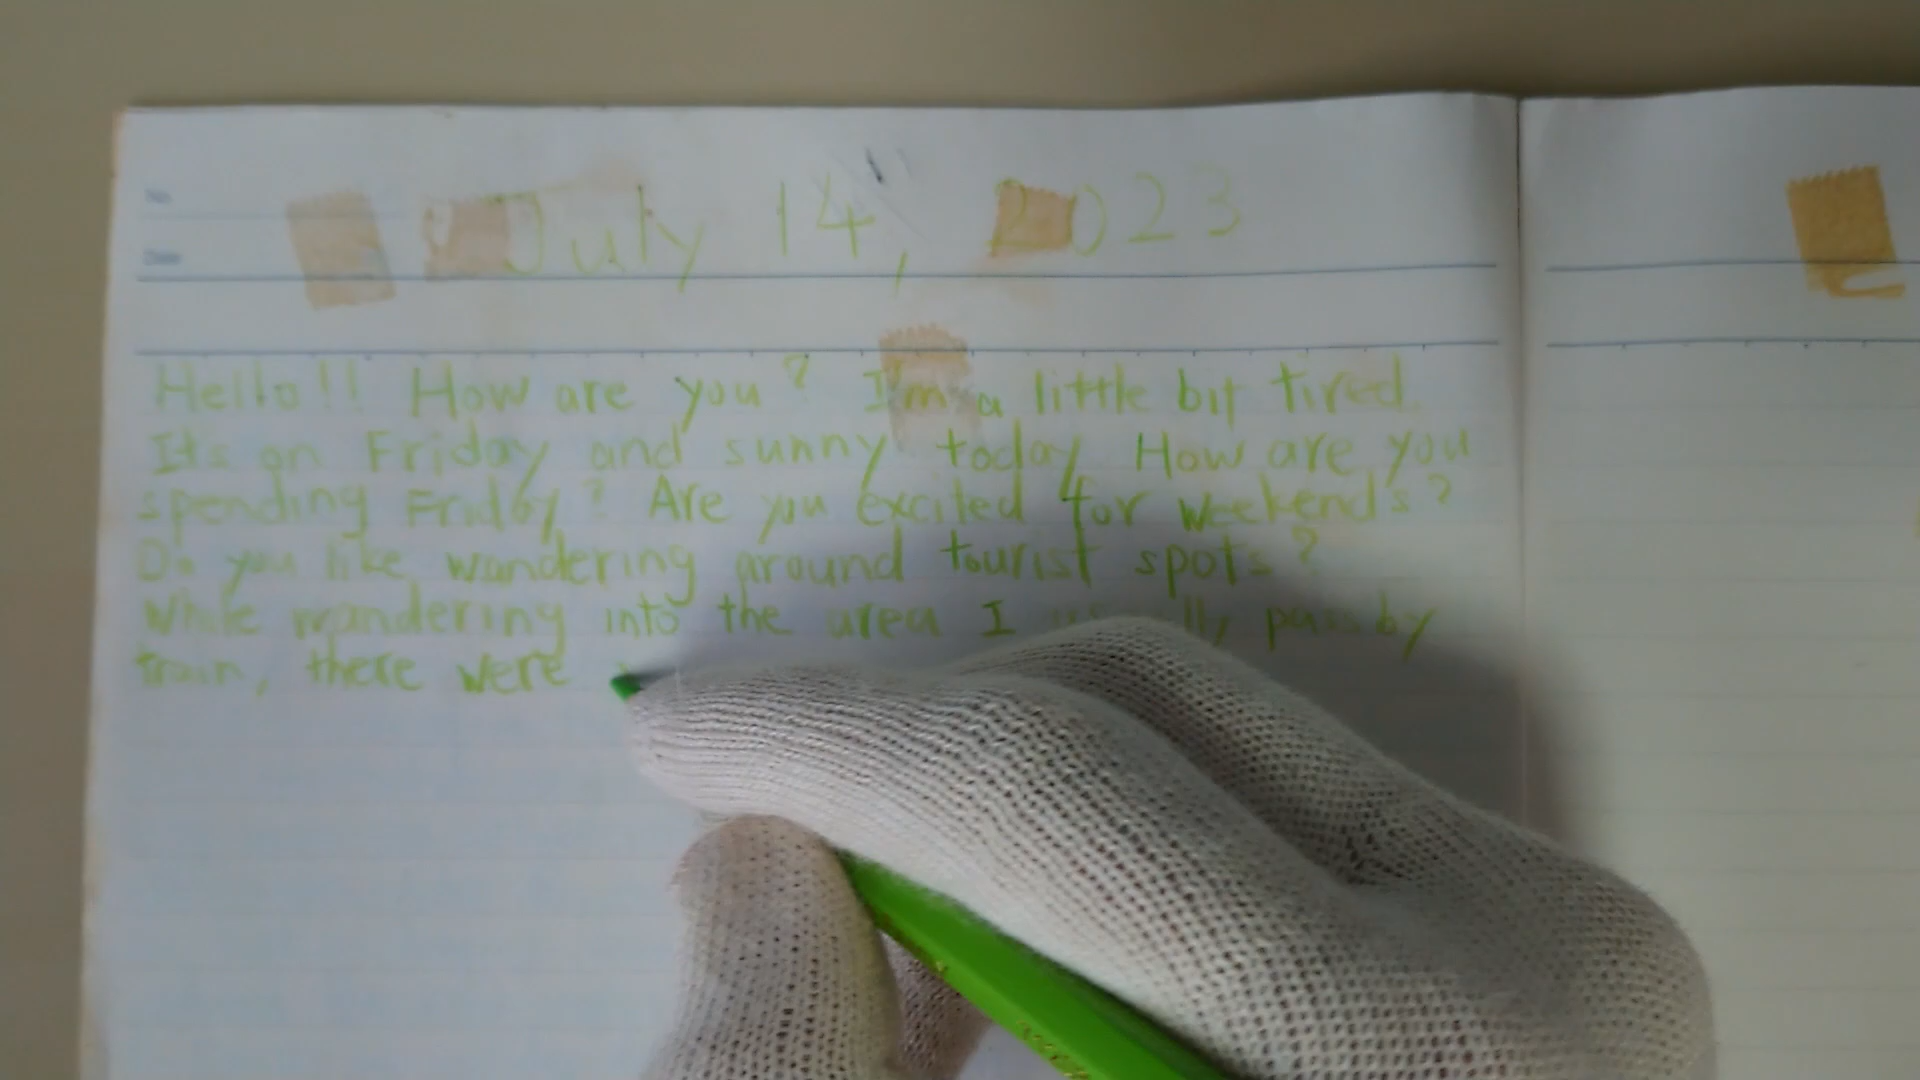 July 14, 2023
Hello!! How are you? I'm a little bit tired.
It's on Friday and sunny today. How are you
spending Friday? Are you excited for weekends?
Do you like wandering around tourist spots?
While wandering into the area I usually pass by
train, there were